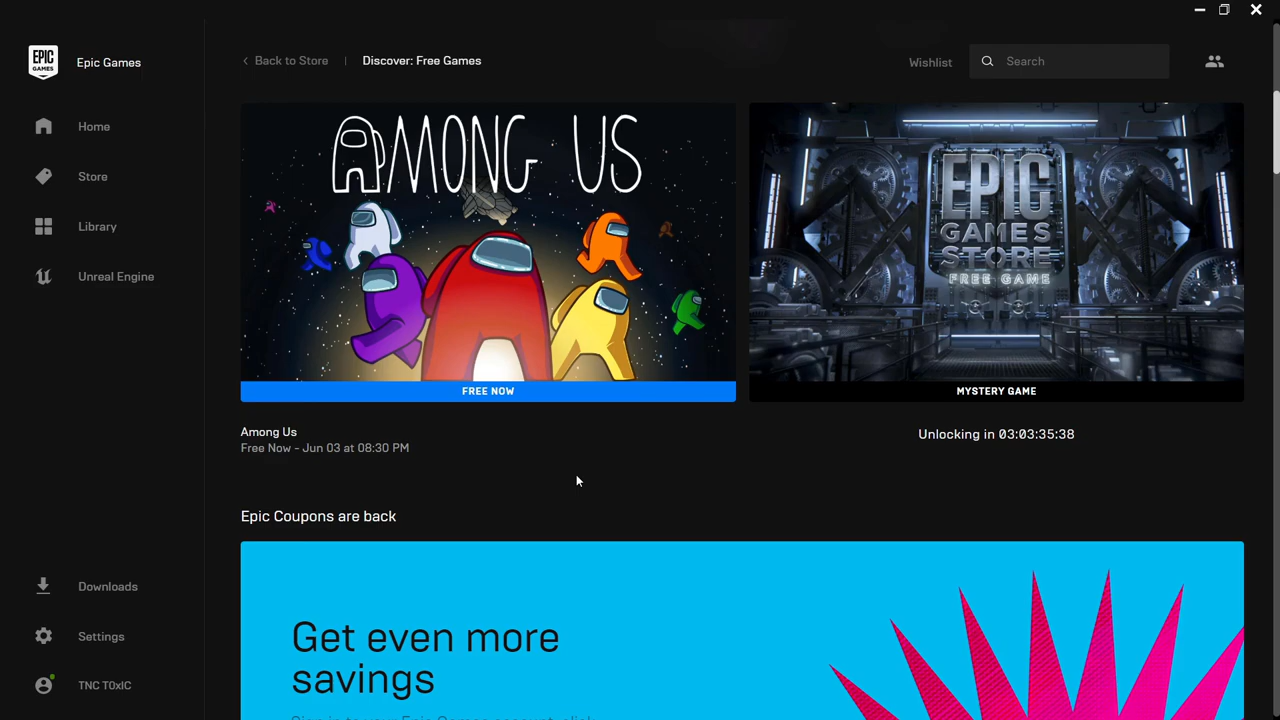 EPIC
GAMES
Epic Games
Back to Store
Discover: Free Games
Wishlist
Search
Home
Store
Library
Unreal Engine
AMONG US
FREE NOW
Among Us
Free Now - Jun 03 at 08:30 PM
EPIC
GAMES
STORE
FREE GAME
MYSTERY GAME
Unlocking in 03:03:35:38
Epic Coupons are back
Get even more
savings
Downloads
Settings
TNC T0xIC